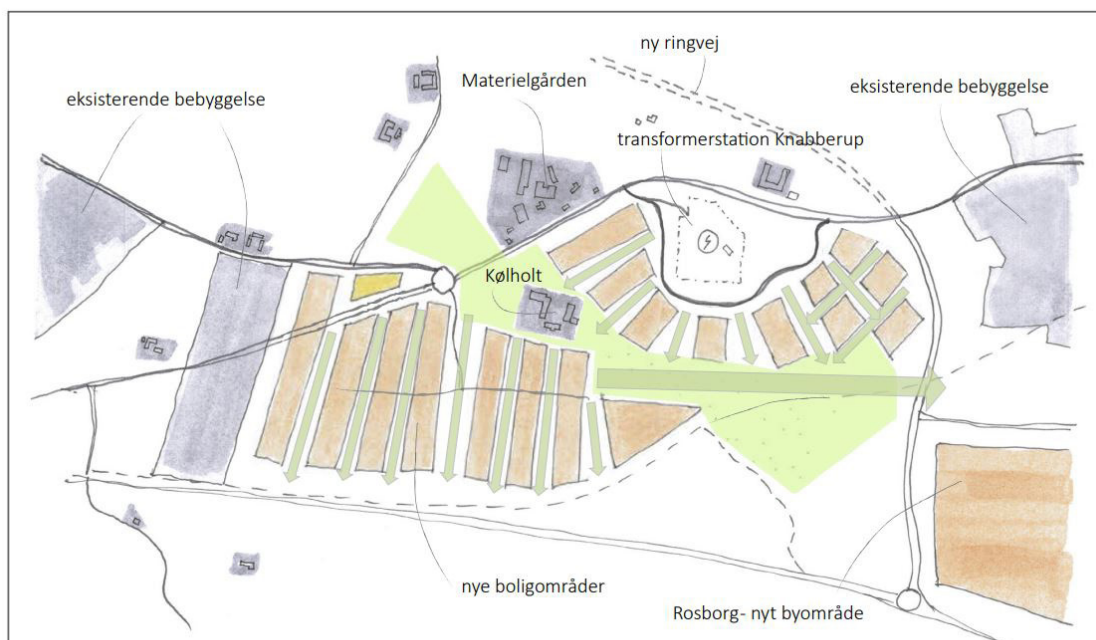 ny ringvej
Materielgården
eksisterende bebyggelse
eksisterende bebyggelse
transformerstation Knabberup
Kølholt
nye boligområder
Rosborg- nyt byområde